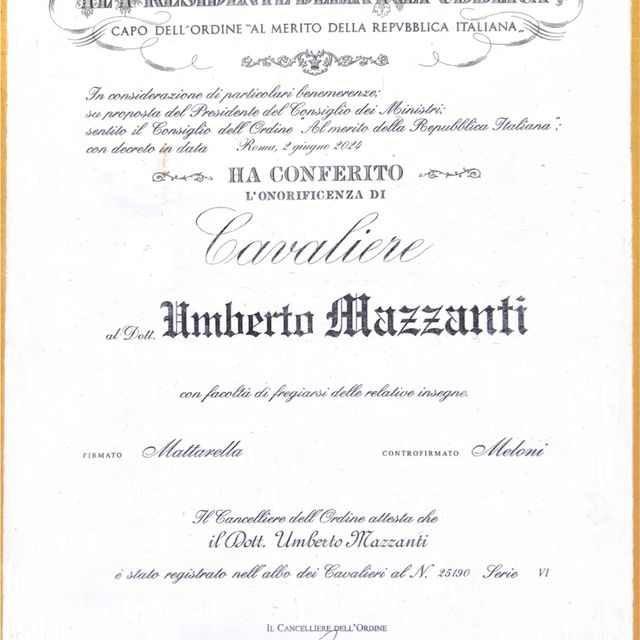 IL PRESIDENTE DELLA REPUBBLICA
CAPO DELL'ORDINE "AL MERITO DELLA REPVBBLICA ITALIANA"
In considerazione di particolari benemerenze;
su proposta del Presidente del Consiglio dei Ministri;
sentito il Consiglio dell'Ordine "Al merito della Repubblica Italiana";
con decreto in data Roma, 2 giugno 2024
HA CONFERITO
L'ONORIFICENZA DI
Cavaliere
al Dott. Umberto Mazzanti
con facoltà di fregiarsi delle relative insegne.
FIRMATO Mattarella CONTROFIRMATO Meloni
Il Cancelliere dell'Ordine attesta che
il Dott. Umberto Mazzanti
è stato registrato nell'albo dei Cavalieri al N. 25190 Serie VI
IL CANCELLIERE DELL'ORDINE